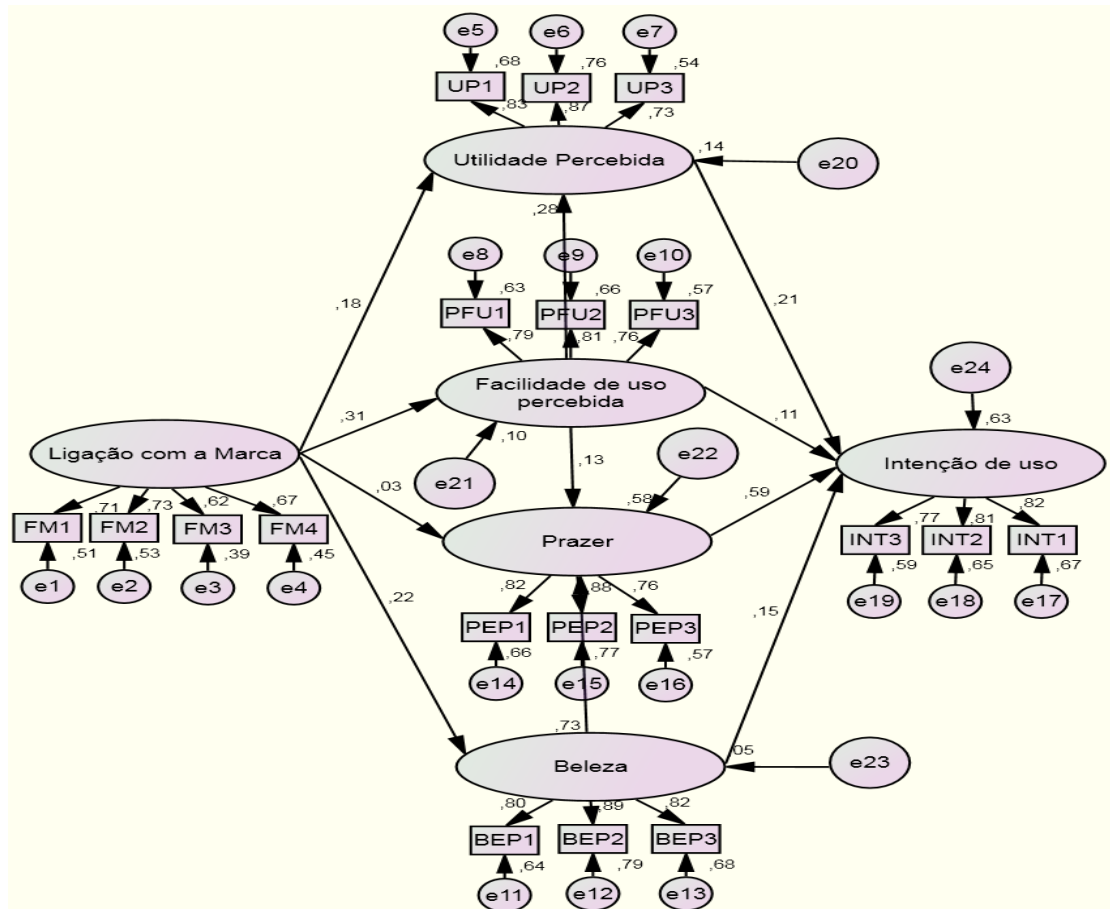 e5 e6 e7
,68 ,76 ,54
UP1 UP2 UP3
,83 ,87 ,73
Utilidade Percebida
,14
e20
,28
e8 e9 e10
,63 ,66 ,57
PFU1 PFU2 PFU3
,79 ,81 ,76
,18
,21
Facilidade de uso
percebida
e24
,63
,31
,10
e21
,11
Ligação com a Marca
,13
e22
,58
Intenção de uso
,03
,59
,71 ,73 ,62 ,67
FM1 FM2 FM3 FM4
,51 ,53 ,39 ,45
e1 e2 e3 e4
Prazer
,77 ,81 ,82
INT3 INT2 INT1
,59 ,65 ,67
e19 e18 e17
,82 ,88 ,76
PEP1 PEP2 PEP3
,66 ,77 ,57
e14 e15 e16
,22
,15
,73
Beleza
,05
e23
,80 ,89 ,82
BEP1 BEP2 BEP3
,64 ,79 ,68
e11 e12 e13